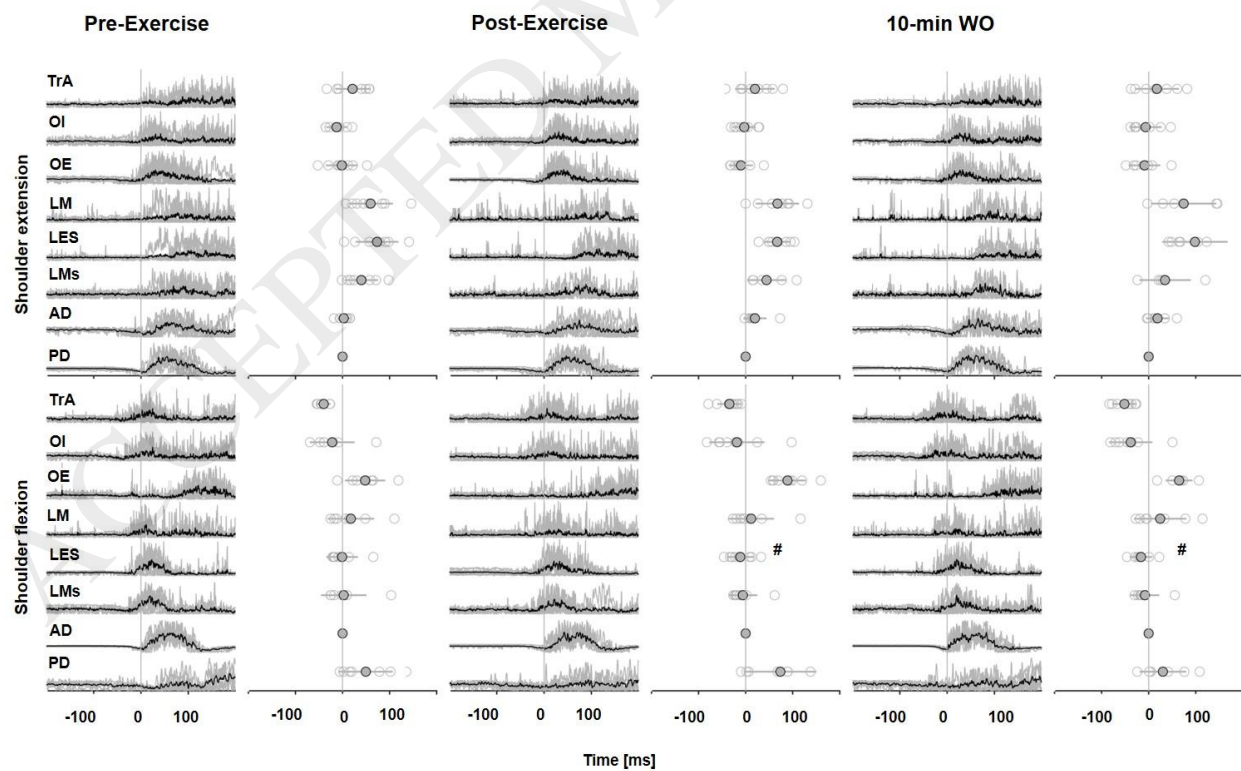 Pre-Exercise Post-Exercise 10-min WO
Shoulder extension
TrA
OI
OE
LM
LES
LMs
AD
PD
Shoulder flexion
TrA
OI
OE
LM
LES # #
LMs
AD
PD
-100 0 100 -100 0 100 -100 0 100 -100 0 100 -100 0 100 -100 0 100
Time [ms]
ACCEPTED M